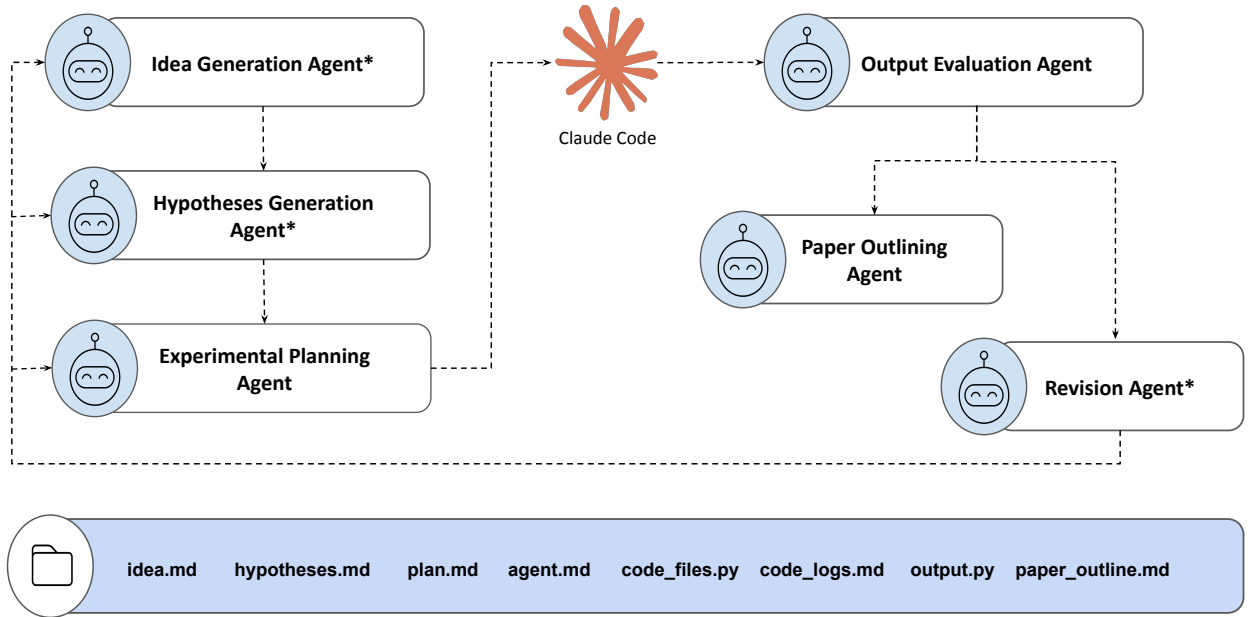 Idea Generation Agent*
Claude Code
Output Evaluation Agent
Hypotheses Generation
Agent*
Paper Outlining
Agent
Experimental Planning
Agent
Revision Agent*
idea.md hypotheses.md plan.md agent.md code_files.py code_logs.md output.py paper_outline.md